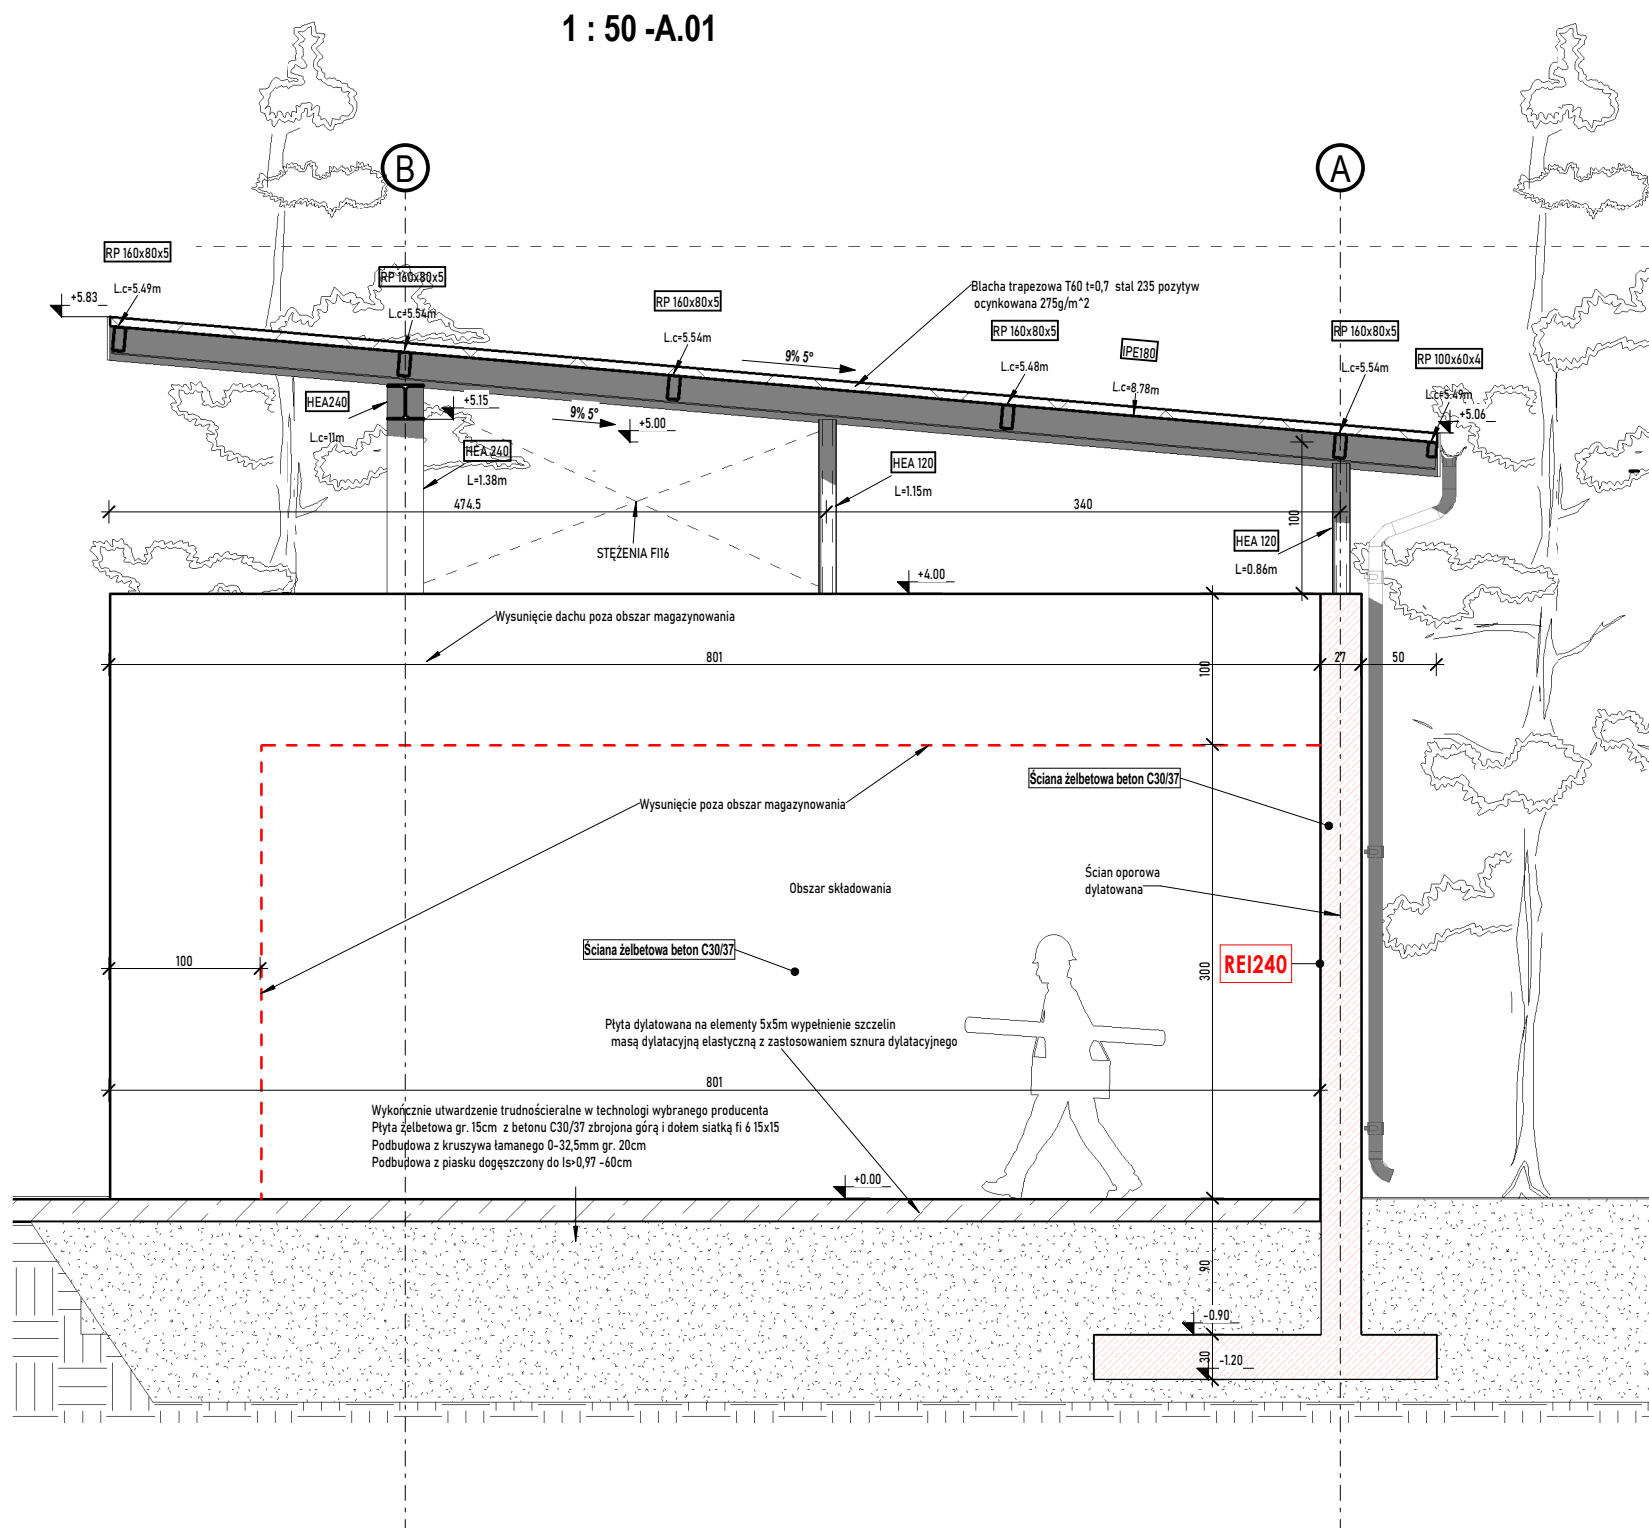 1 : 50 -A.01
B
A
RP 160x80x5
L.c=5.49m
+5.83
RP 160x80x5
L.c=5.54m
RP 160x80x5
L.c=5.54m
Blacha trapezowa T60 t=0,7 stal 235 pozytyw
ocynkowana 275g/m^2
RP 160x80x5
L.c=5.48m
IPE180
L.c=8.78m
RP 160x80x5
L.c=5.54m
RP 100x60x4
L.c=5.49m
+5.06
9% 5°
9% 5°
HEA240
L.c=11m
+5.15
+5.00
HEA 240
L=1.38m
HEA 120
L=1.15m
474.5
340
100
STĘŻENIA FI16
HEA 120
L=0.86m
+4.00
Wysunięcie dachu poza obszar magazynowania
801
27
50
100
Ściana żelbetowa beton C30/37
Wysunięcie poza obszar magazynowania
Obszar składowania
Ścian oporowa
dylatowana
Ściana żelbetowa beton C30/37
100
300
REI240
Płyta dylatowana na elementy 5x5m wypełnienie szczelin
masą dylatacyjną elastyczną z zastosowaniem sznura dylatacyjnego
801
Wykończnie utwardzenie trudnościeralne w technologi wybranego producenta
Płyta żelbetowa gr. 15cm z betonu C30/37 zbrojona górą i dołem siatką fi 6 15x15
Podbudowa z kruszywa łamanego 0-32,5mm gr. 20cm
Podbudowa z piasku dogęszczony do Is>0,97 -60cm
+0.00
90
-0.90
30
-1.20